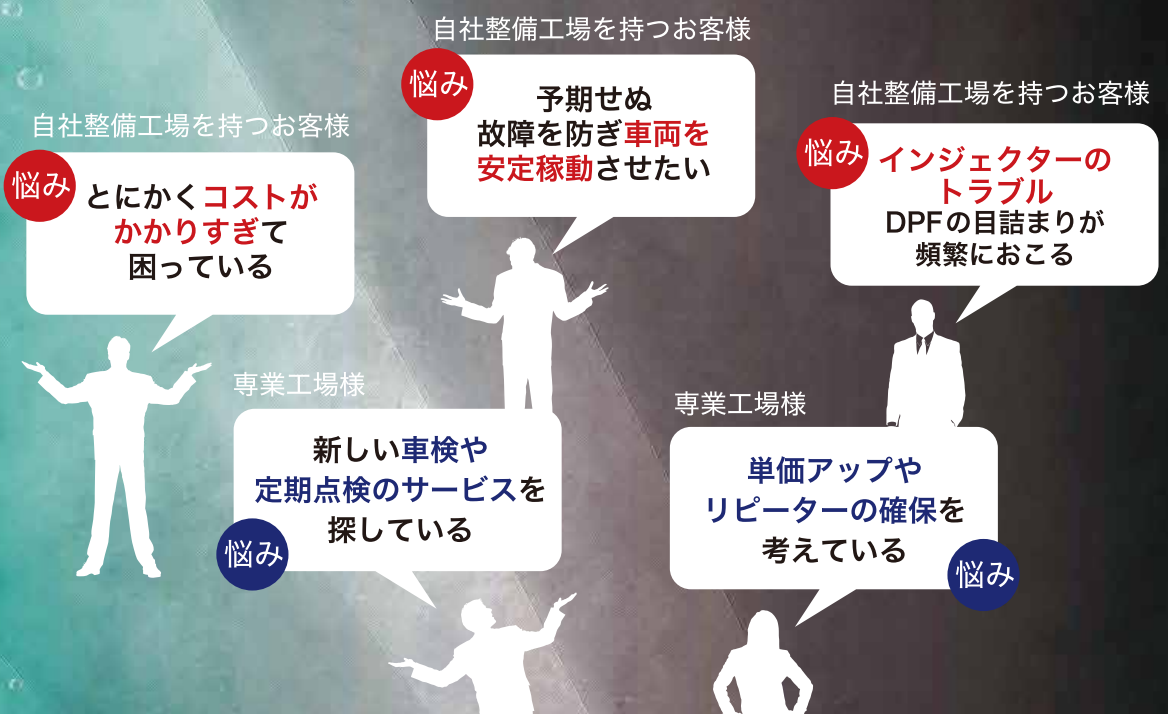 自社整備工場を持つお客様
悩み
予期せぬ
故障を防ぎ車両を
安定稼動させたい
自社整備工場を持つお客様
悩み
インジェクターの
トラブル
DPFの目詰まりが
頻繁におこる
自社整備工場を持つお客様
悩み
とにかくコストが
かかりすぎて
困っている
専業工場様
新しい車検や
定期点検のサービスを
探している
悩み
専業工場様
単価アップや
リピーターの確保を
考えている
悩み